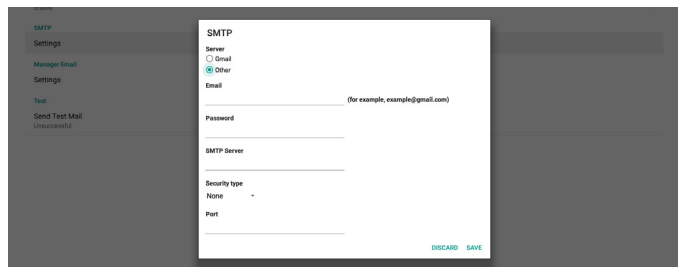 Enable
SMTP
Settings
Manager Email
Settings
Test
Send Test Mail
Unsuccessful
SMTP
Server
Gmail
Other
Email
(for example, example@gmail.com)
Password
SMTP Server
Security type
None
Port
DISCARD SAVE